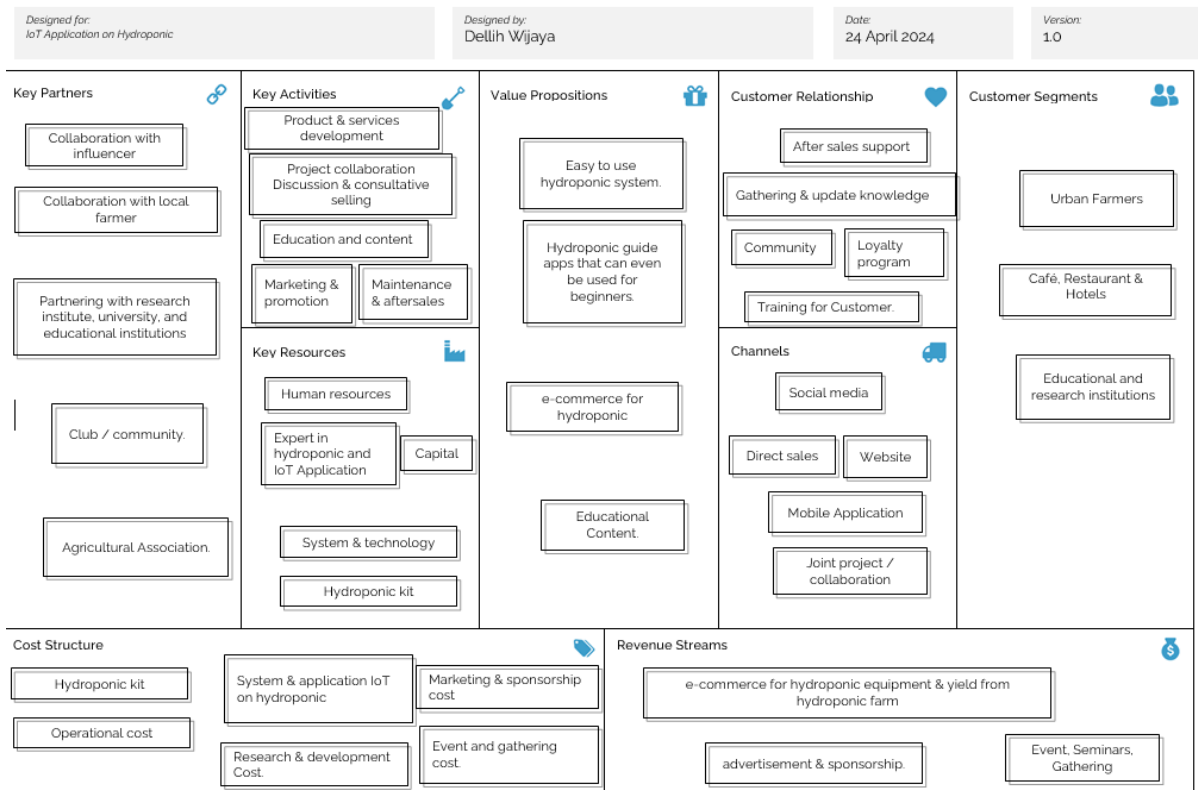 Designed for:
IoT Application on Hydroponic
Designed by:
Dellih Wijaya
Date:
24 April 2024
Version:
1.0
Key Partners
Collaboration with
influencer
Collaboration with local
farmer
Partnering with research
institute, university, and
educational institutions
Club / community.
Agricultural Association.
Key Activities
Product & services
development
Project collaboration
Discussion & consultative
selling
Education and content
Marketing &
promotion
Maintenance
& aftersales
Key Resources
Human resources
Expert in
hydroponic and
IoT Application
Capital
System & technology
Hydroponic kit
Value Propositions
Easy to use
hydroponic system.
Hydroponic guide
apps that can even
be used for
beginners.
e-commerce for
hydroponic
Educational
Content.
Customer Relationship
After sales support
Gathering & update knowledge
Community
Loyalty
program
Training for Customer.
Channels
Social media
Direct sales
Website
Mobile Application
Joint project /
collaboration
Customer Segments
Urban Farmers
Café, Restaurant &
Hotels
Educational and
research institutions
Cost Structure
Hydroponic kit
Operational cost
System & application IoT
on hydroponic
Research & development
Cost.
Marketing & sponsorship
cost
Event and gathering
cost.
Revenue Streams
e-commerce for hydroponic equipment & yield from
hydroponic farm
advertisement & sponsorship.
Event, Seminars,
Gathering